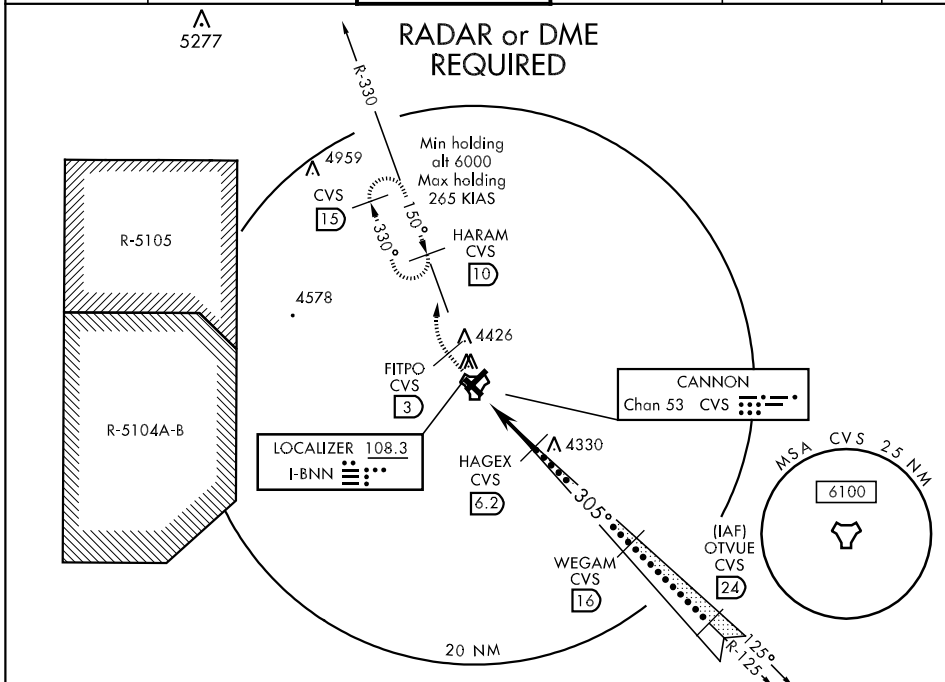 5277
RADAR or DME
REQUIRED
R-330
4959
Min holding
alt 6000
Max holding
265 KIAS
CVS
15
150°
330°
HARAM
CVS
10
R-5105
4578
4426
FITPO
CVS
3
CANNON
Chan 53 CVS
R-5104A-B
LOCALIZER 108.3
I-BNN
HAGEX
CVS
6.2
4330
305°
MSA CVS 25 NM
6100
(IAF)
OTVUE
CVS
24
WEGAM
CVS
16
20 NM
125°
R-125